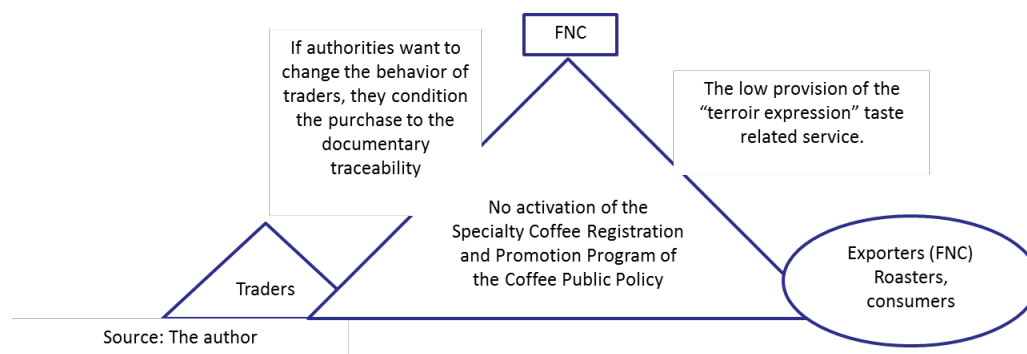 FNC
If authorities want to
change the behavior of
traders, they condition
the purchase to the
documentary
traceability
The low provision of the
“terroir expression” taste
related service.
No activation of the
Specialty Coffee Registration
and Promotion Program of
the Coffee Public Policy
Traders
Exporters (FNC)
Roasters,
consumers
Source: The author